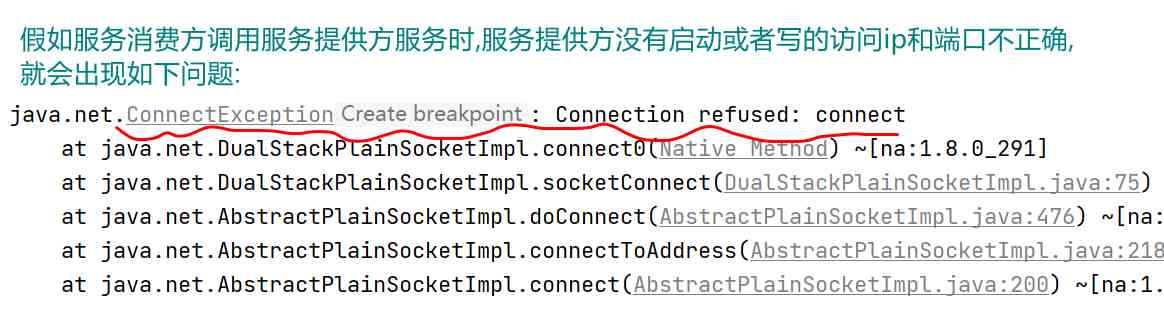 假如服务消费方调用服务提供方服务时,服务提供方没有启动或者写的访问ip和端口不正确,
就会出现如下问题:
java.net.ConnectException Create breakpoint : Connection refused: connect
at java.net.DualStackPlainSocketImpl.connect0(Native Method) ~[na:1.8.0_291]
at java.net.DualStackPlainSocketImpl.socketConnect(DualStackPlainSocketImpl.java:75)
at java.net.AbstractPlainSocketImpl.doConnect(AbstractPlainSocketImpl.java:476) ~[na:
at java.net.AbstractPlainSocketImpl.connectToAddress(AbstractPlainSocketImpl.java:218
at java.net.AbstractPlainSocketImpl.connect(AbstractPlainSocketImpl.java:200) ~[na:1.